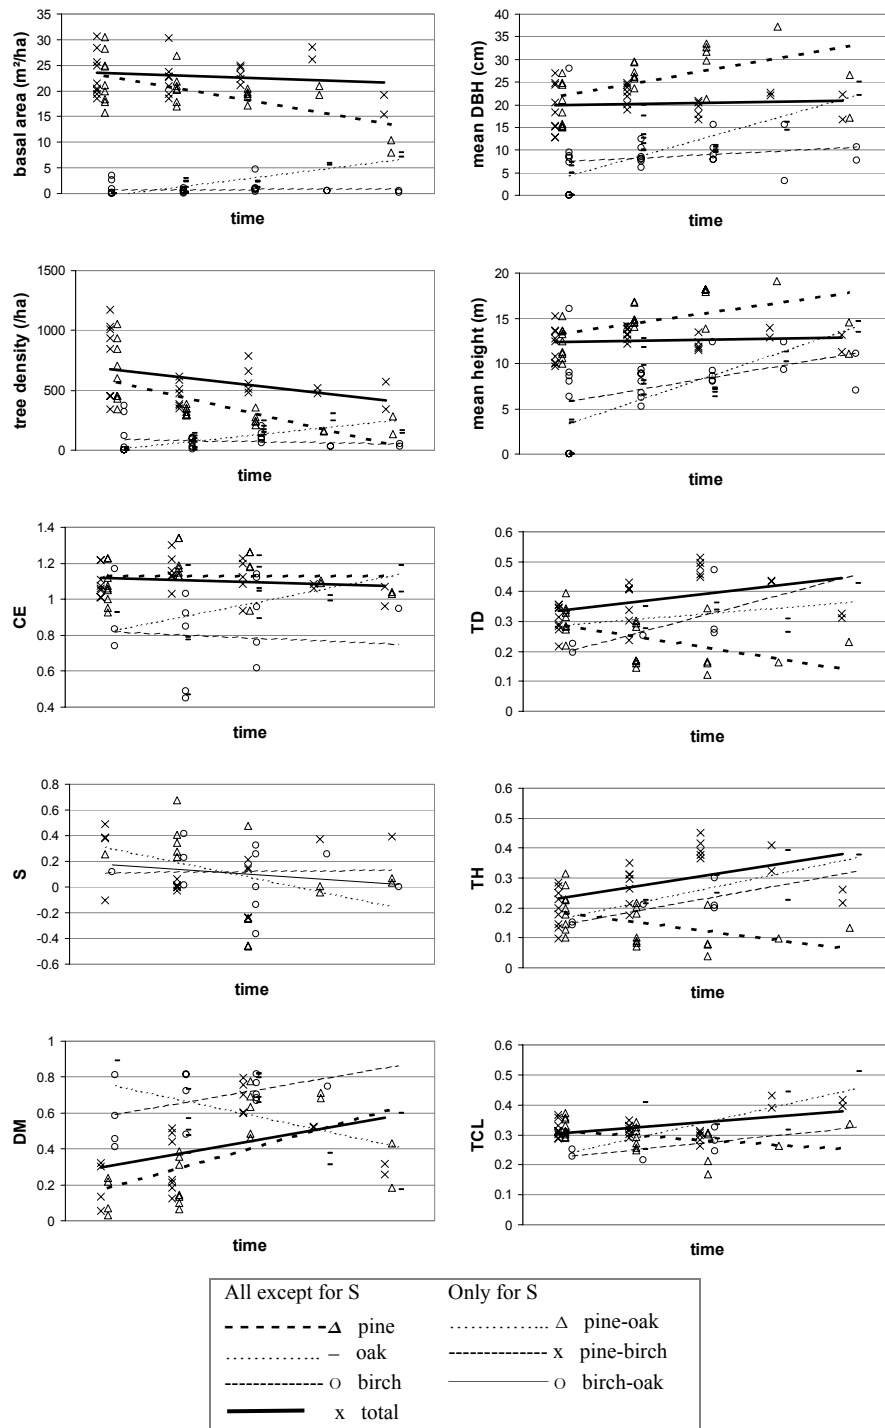 basal area (m²/ha)
35
30
25
20
15
10
5
0
time
mean DBH (cm)
40
35
30
25
20
15
10
5
0
time
tree density (/ha)
1500
1000
500
0
time
mean height (m)
20
15
10
5
0
time
CE
1.4
1.2
1
0.8
0.6
0.4
time
TD
0.6
0.5
0.4
0.3
0.2
0.1
0
time
S
0.8
0.6
0.4
0.2
0
-0.2
-0.4
-0.6
time
TH
0.6
0.5
0.4
0.3
0.2
0.1
0
time
DM
1
0.8
0.6
0.4
0.2
0
time
TCL
0.6
0.5
0.4
0.3
0.2
0.1
0
time
All except for S
Δ pine
– oak
o birch
x total
Only for S
Δ pine-oak
x pine-birch
o birch-oak